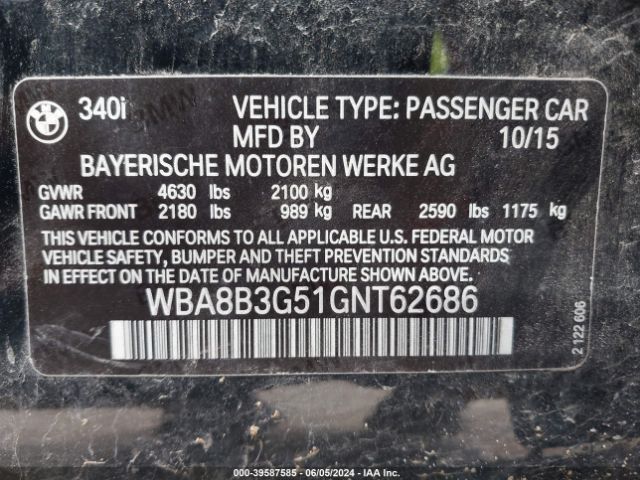 BMW 340i VEHICLE TYPE: PASSENGER CAR
MFD BY 10/15
BAYERISCHE MOTOREN WERKE AG
GVWR 4630 lbs 2100 kg
GAWR FRONT 2180 lbs 989 kg REAR 2590 lbs 1175 kg
THIS VEHICLE CONFORMS TO ALL APPLICABLE U.S. FEDERAL MOTOR
VEHICLE SAFETY, BUMPER AND THEFT PREVENTION STANDARDS
IN EFFECT ON THE DATE OF MANUFACTURE SHOWN ABOVE.
WBA8B3G51GNT62686
2 122 606
000-39587585 - 06/05/2024 - IAA Inc.